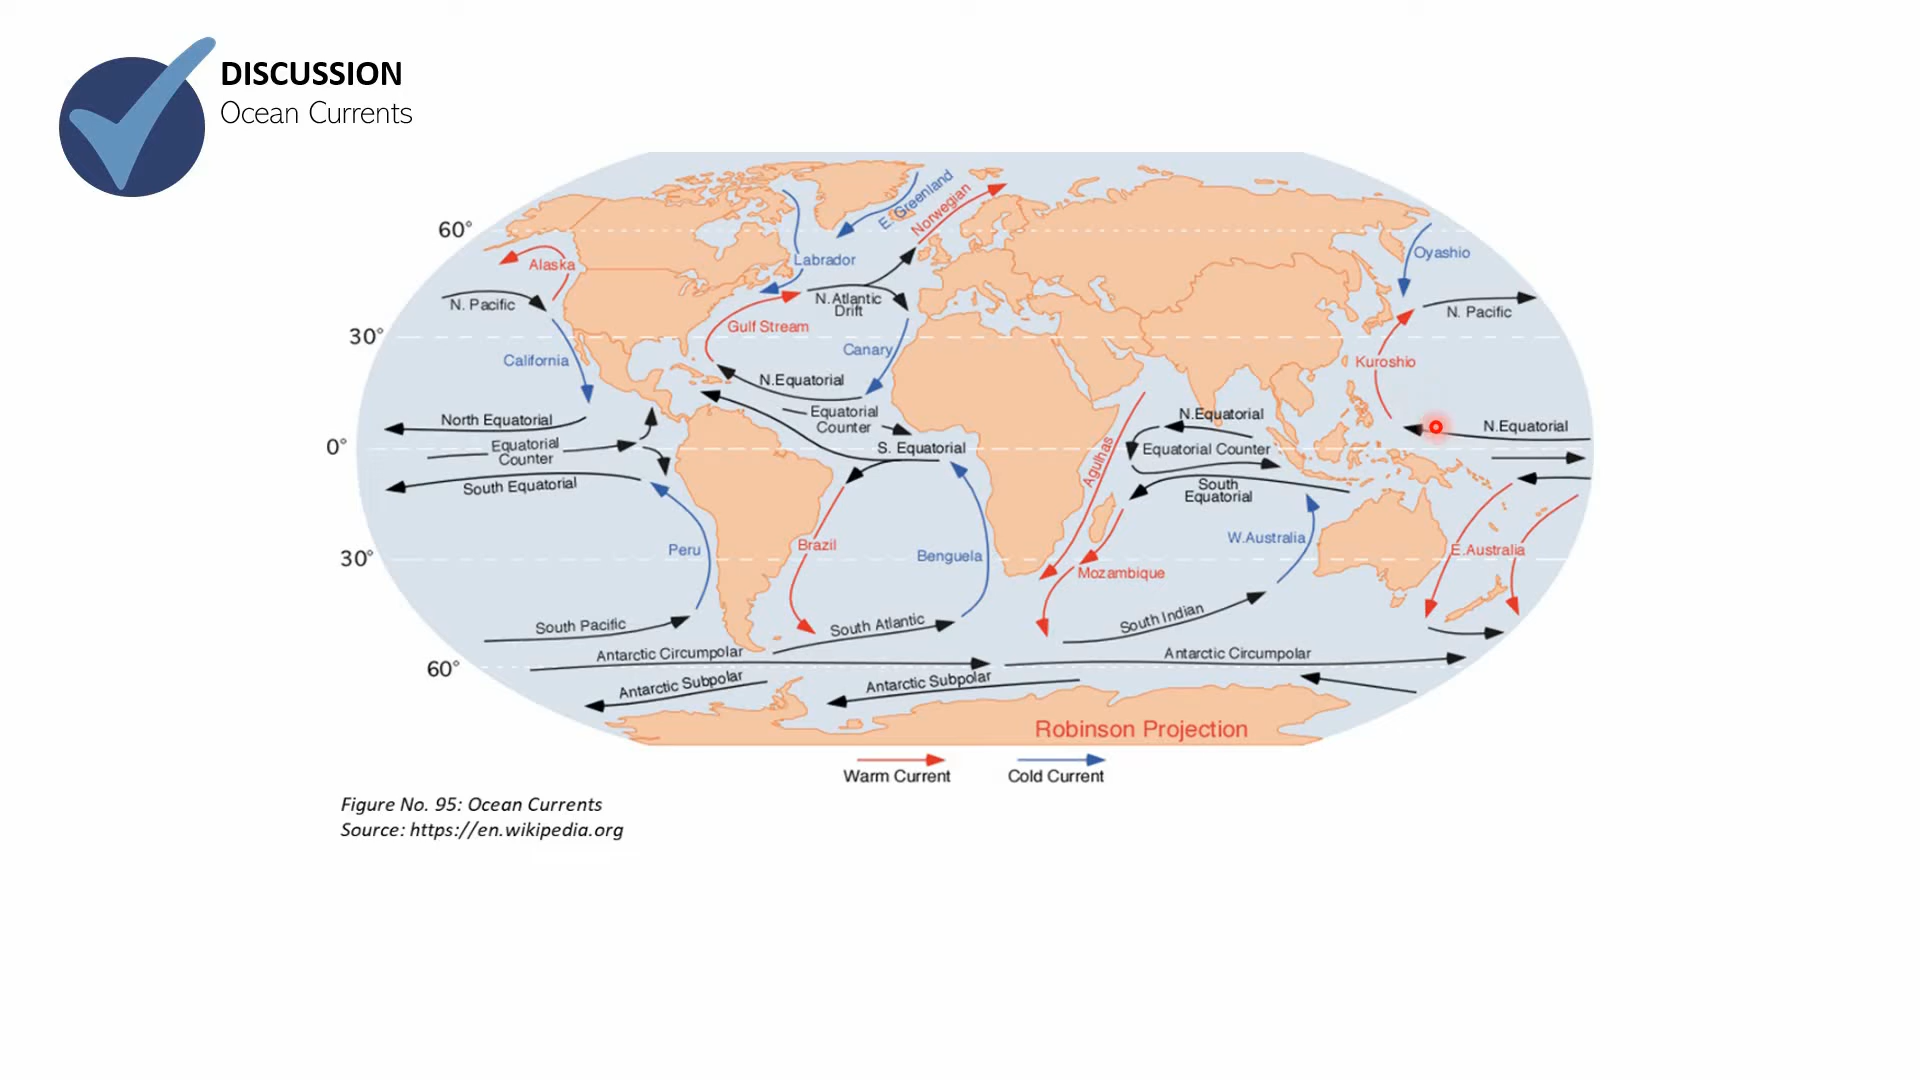 DISCUSSION
Ocean Currents
E. Greenland
Norwegian
60°
Alaska
Labrador
Oyashio
N. Pacific
N.Atlantic
Drift
N. Pacific
Gulf Stream
30°
California
Canary
Kuroshio
N.Equatorial
North Equatorial
Equatorial
Counter
N.Equatorial
N.Equatorial
0°
Equatorial
Counter
S. Equatorial
Agulhas
Equatorial Counter
South Equatorial
South
Equatorial
30°
Peru
Brazil
Benguela
W.Australia
E.Australia
Mozambique
South Pacific
South Atlantic
South Indian
60°
Antarctic Circumpolar
Antarctic Circumpolar
Antarctic Subpolar
Antarctic Subpolar
Robinson Projection
Warm Current
Cold Current
Figure No. 95: Ocean Currents
Source: https://en.wikipedia.org